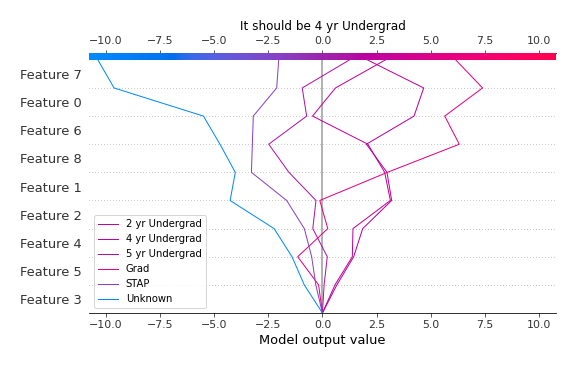 It should be 4 yr Undergrad
−10.0 −7.5 −5.0 −2.5 0.0 2.5 5.0 7.5 10.0
Feature 7
Feature 0
Feature 6
Feature 8
Feature 1
Feature 2
Feature 4
Feature 5
Feature 3
2 yr Undergrad
4 yr Undergrad
5 yr Undergrad
Grad
STAP
Unknown
−10.0 −7.5 −5.0 −2.5 0.0 2.5 5.0 7.5 10.0
Model output value